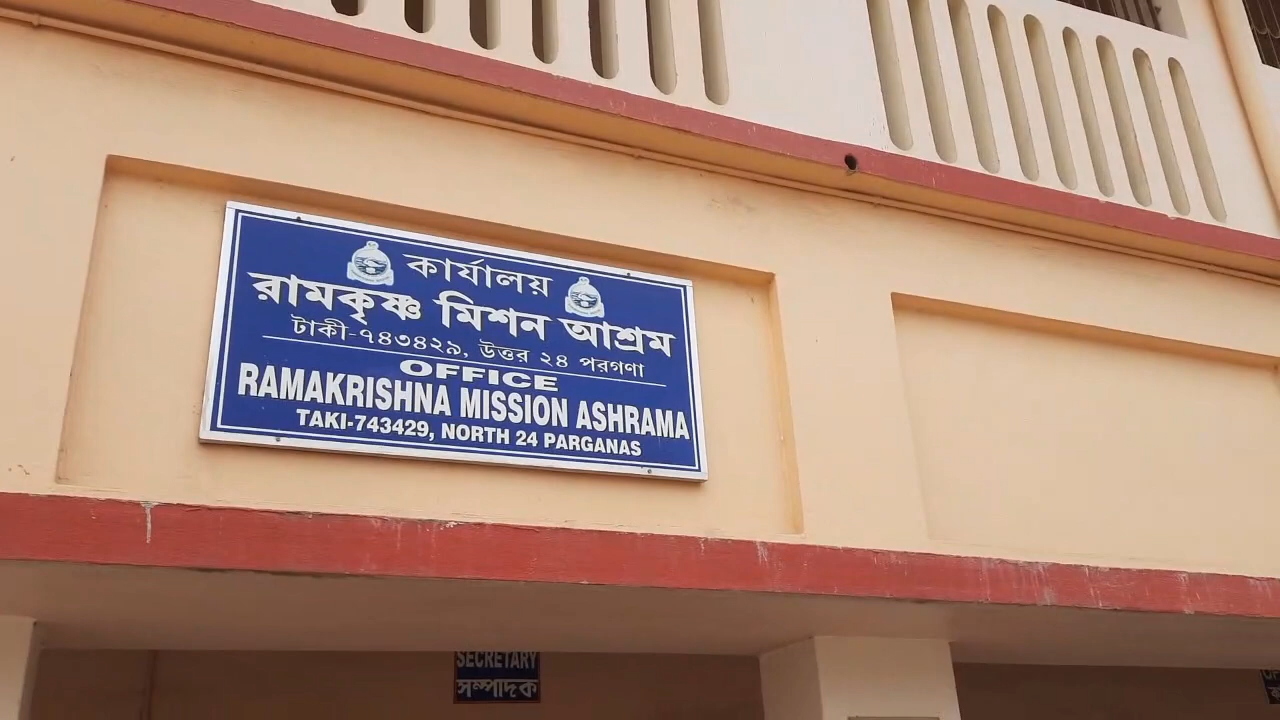 কার্যালয়
রামকৃষ্ণ মিশন আশ্রম
টাকী-৭৪৩৪২৯, উত্তর ২৪ পরগণা
OFFICE
RAMAKRISHNA MISSION ASHRAMA
TAKI-743429, NORTH 24 PARGANAS
SECRETARY
সম্পাদক